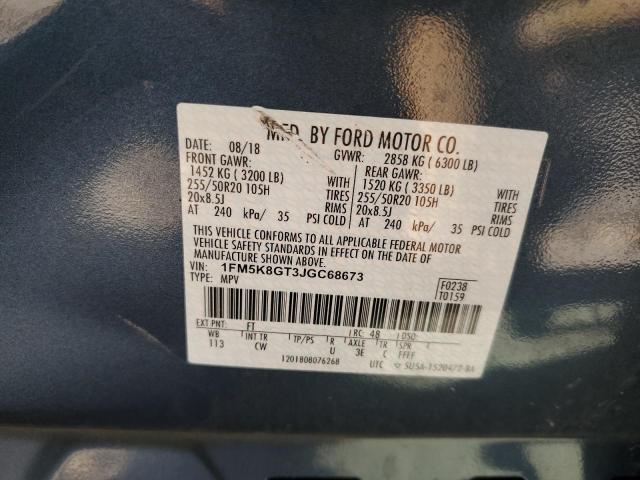 MFD. BY FORD MOTOR CO.
DATE: 08/18 GVWR: 2858 KG ( 6300 LB)
FRONT GAWR: REAR GAWR:
1452 KG ( 3200 LB) WITH 1520 KG ( 3350 LB) WITH
255/50R20 105H TIRES 255/50R20 105H TIRES
20x8.5J RIMS 20x8.5J RIMS
AT 240 kPa/ 35 PSI COLD AT 240 kPa/ 35 PSI COLD
THIS VEHICLE CONFORMS TO ALL APPLICABLE FEDERAL MOTOR
VEHICLE SAFETY STANDARDS IN EFFECT ON THE DATE OF
MANUFACTURE SHOWN ABOVE.
VIN: 1FM5K8GT3JGC68673 F0238
TYPE: MPV T0159
EXT PNT: FT RC: 48 DSO:
WB INT TR TP/PS R AXLE TR SPR
113 CW U 3E C FFFF
1201808076268 UTC SU5A-1520472-BA